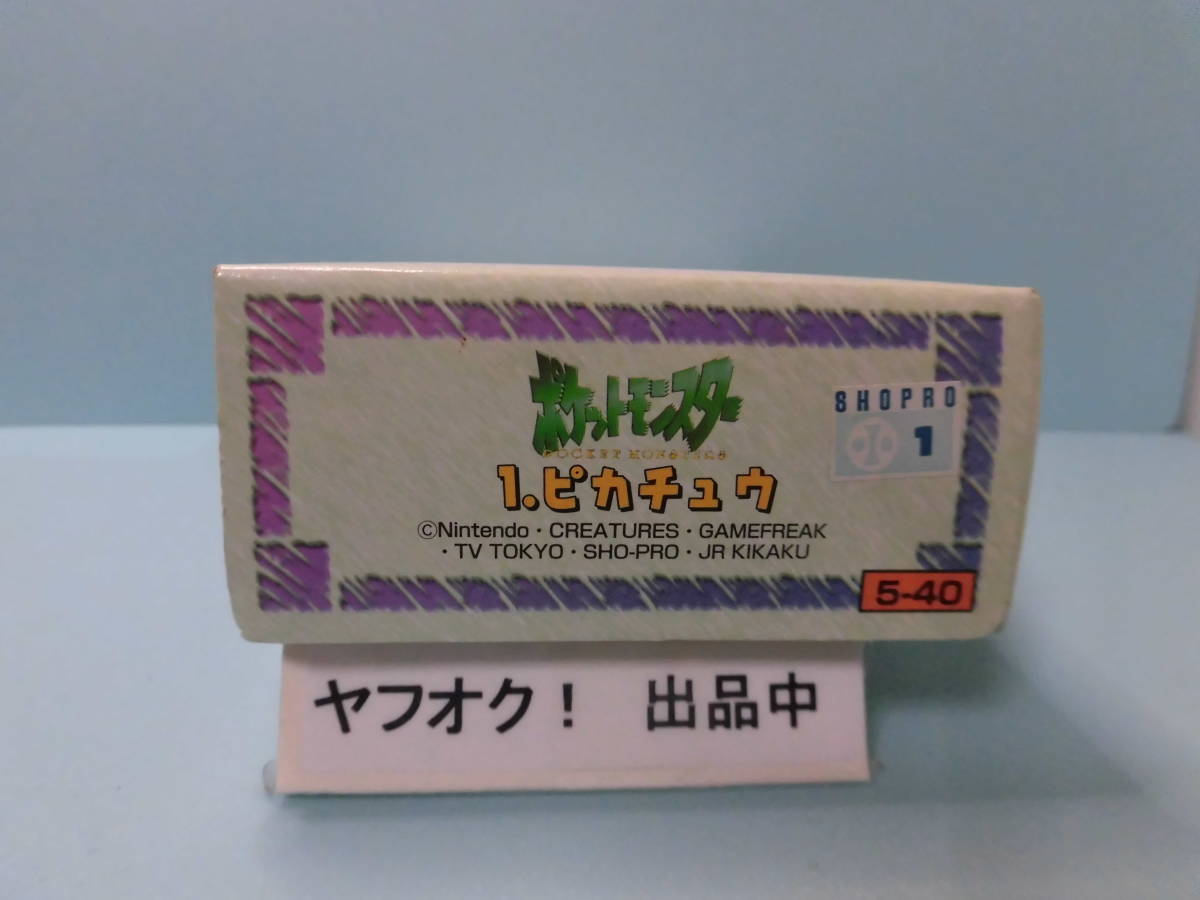 ポケットモンスター
POCKET MONSTERS
1.ピカチュウ
©Nintendo・CREATURES・GAMEFREAK
・TV TOKYO・SHO-PRO・JR KIKAKU
SHOPRO
1
5-40
ヤフオク！ 出品中